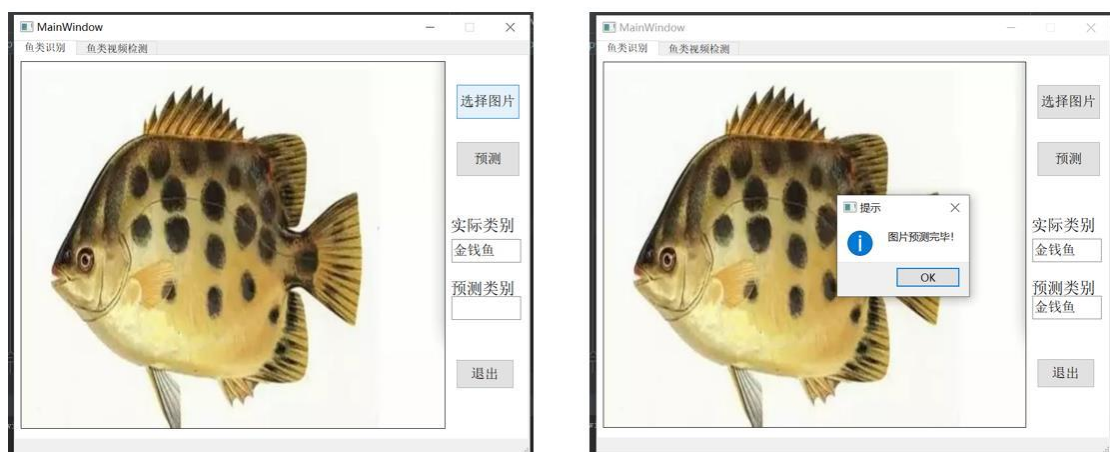 MainWindow
鱼类识别 鱼类视频检测
选择图片
预测
实际类别
金钱鱼
预测类别
退出
MainWindow
鱼类识别 鱼类视频检测
选择图片
预测
提示
图片预测完毕!
OK
实际类别
金钱鱼
预测类别
金钱鱼
退出